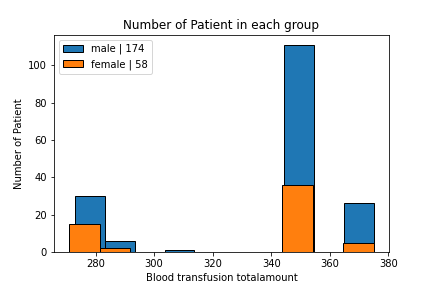 Number of Patient in each group
male | 174
female | 58
Number of Patient
100
80
60
40
20
0
280 300 320 340 360 380
Blood transfusion totalamount